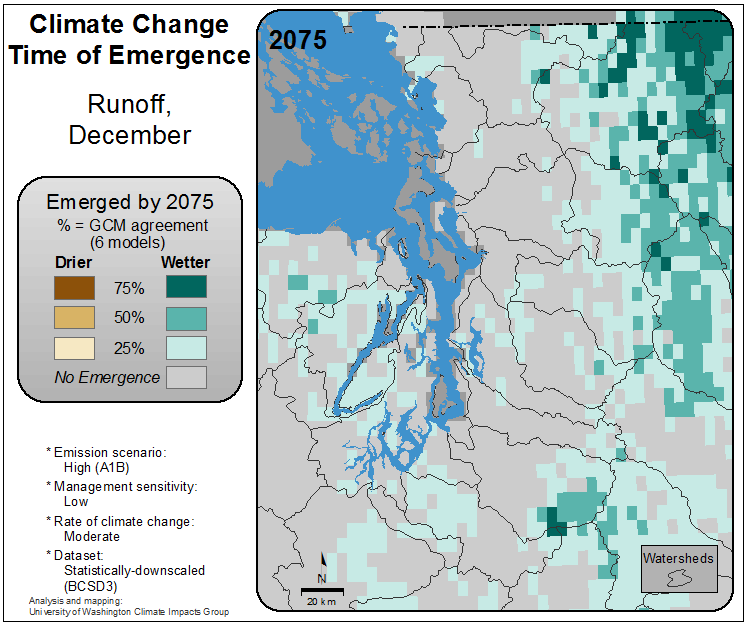 Climate Change
Time of Emergence
Runoff,
December
Emerged by 2075
% = GCM agreement
(6 models)
Drier Wetter
75%
50%
25%
No Emergence
* Emission scenario:
High (A1B)
* Management sensitivity:
Low
* Rate of climate change:
Moderate
* Dataset:
Statistically-downscaled
(BCSD3)
Analysis and mapping:
University of Washington Climate Impacts Group
2075
N
20 km
Watersheds